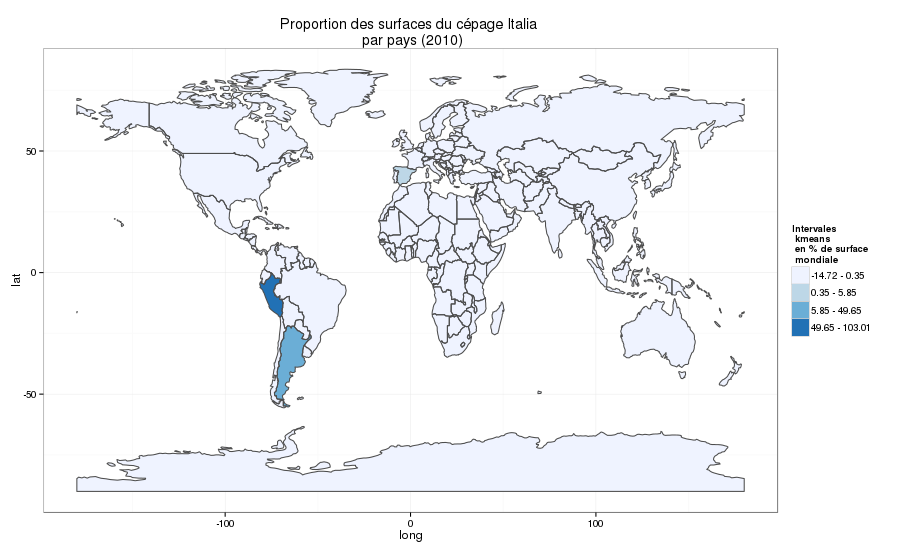 Proportion des surfaces du cépage Italia
par pays (2010)
50
0
-50
lat
-100
0
100
long
Intervales
kmeans
en % de surface
mondiale
-14.72 - 0.35
0.35 - 5.85
5.85 - 49.65
49.65 - 103.01